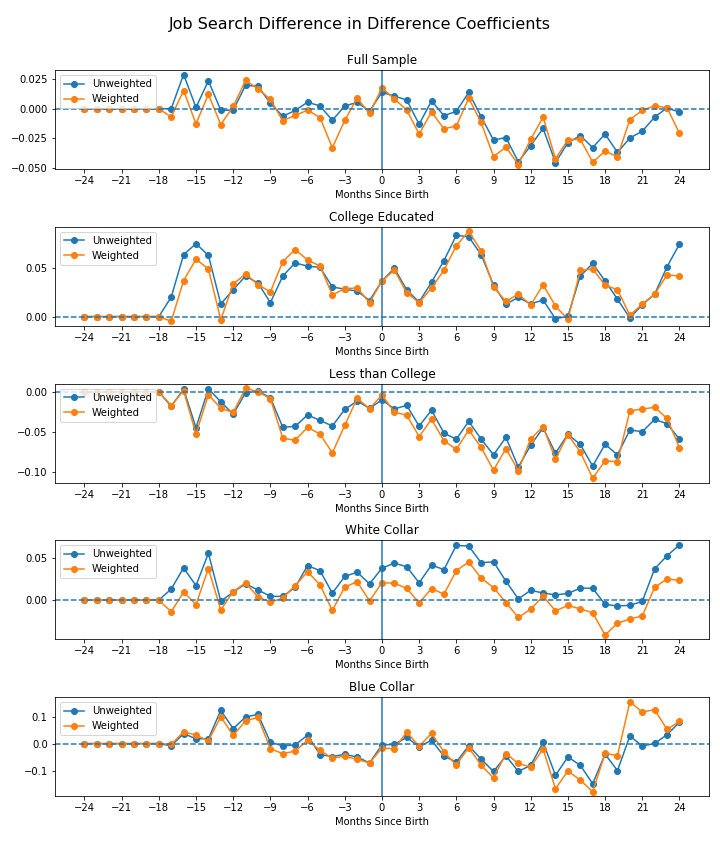 Job Search Difference in Difference Coefficients
Full Sample
Unweighted
Weighted
0.025
0.000
−0.025
−0.050
−24 −21 −18 −15 −12 −9 −6 −3 0 3 6 9 12 15 18 21 24
Months Since Birth
College Educated
Unweighted
Weighted
0.05
0.00
−24 −21 −18 −15 −12 −9 −6 −3 0 3 6 9 12 15 18 21 24
Months Since Birth
Less than College
0.00
Unweighted
Weighted
−0.05
−0.10
−24 −21 −18 −15 −12 −9 −6 −3 0 3 6 9 12 15 18 21 24
Months Since Birth
White Collar
Unweighted
Weighted
0.05
0.00
−24 −21 −18 −15 −12 −9 −6 −3 0 3 6 9 12 15 18 21 24
Months Since Birth
Blue Collar
Unweighted
Weighted
0.1
0.0
−0.1
−24 −21 −18 −15 −12 −9 −6 −3 0 3 6 9 12 15 18 21 24
Months Since Birth